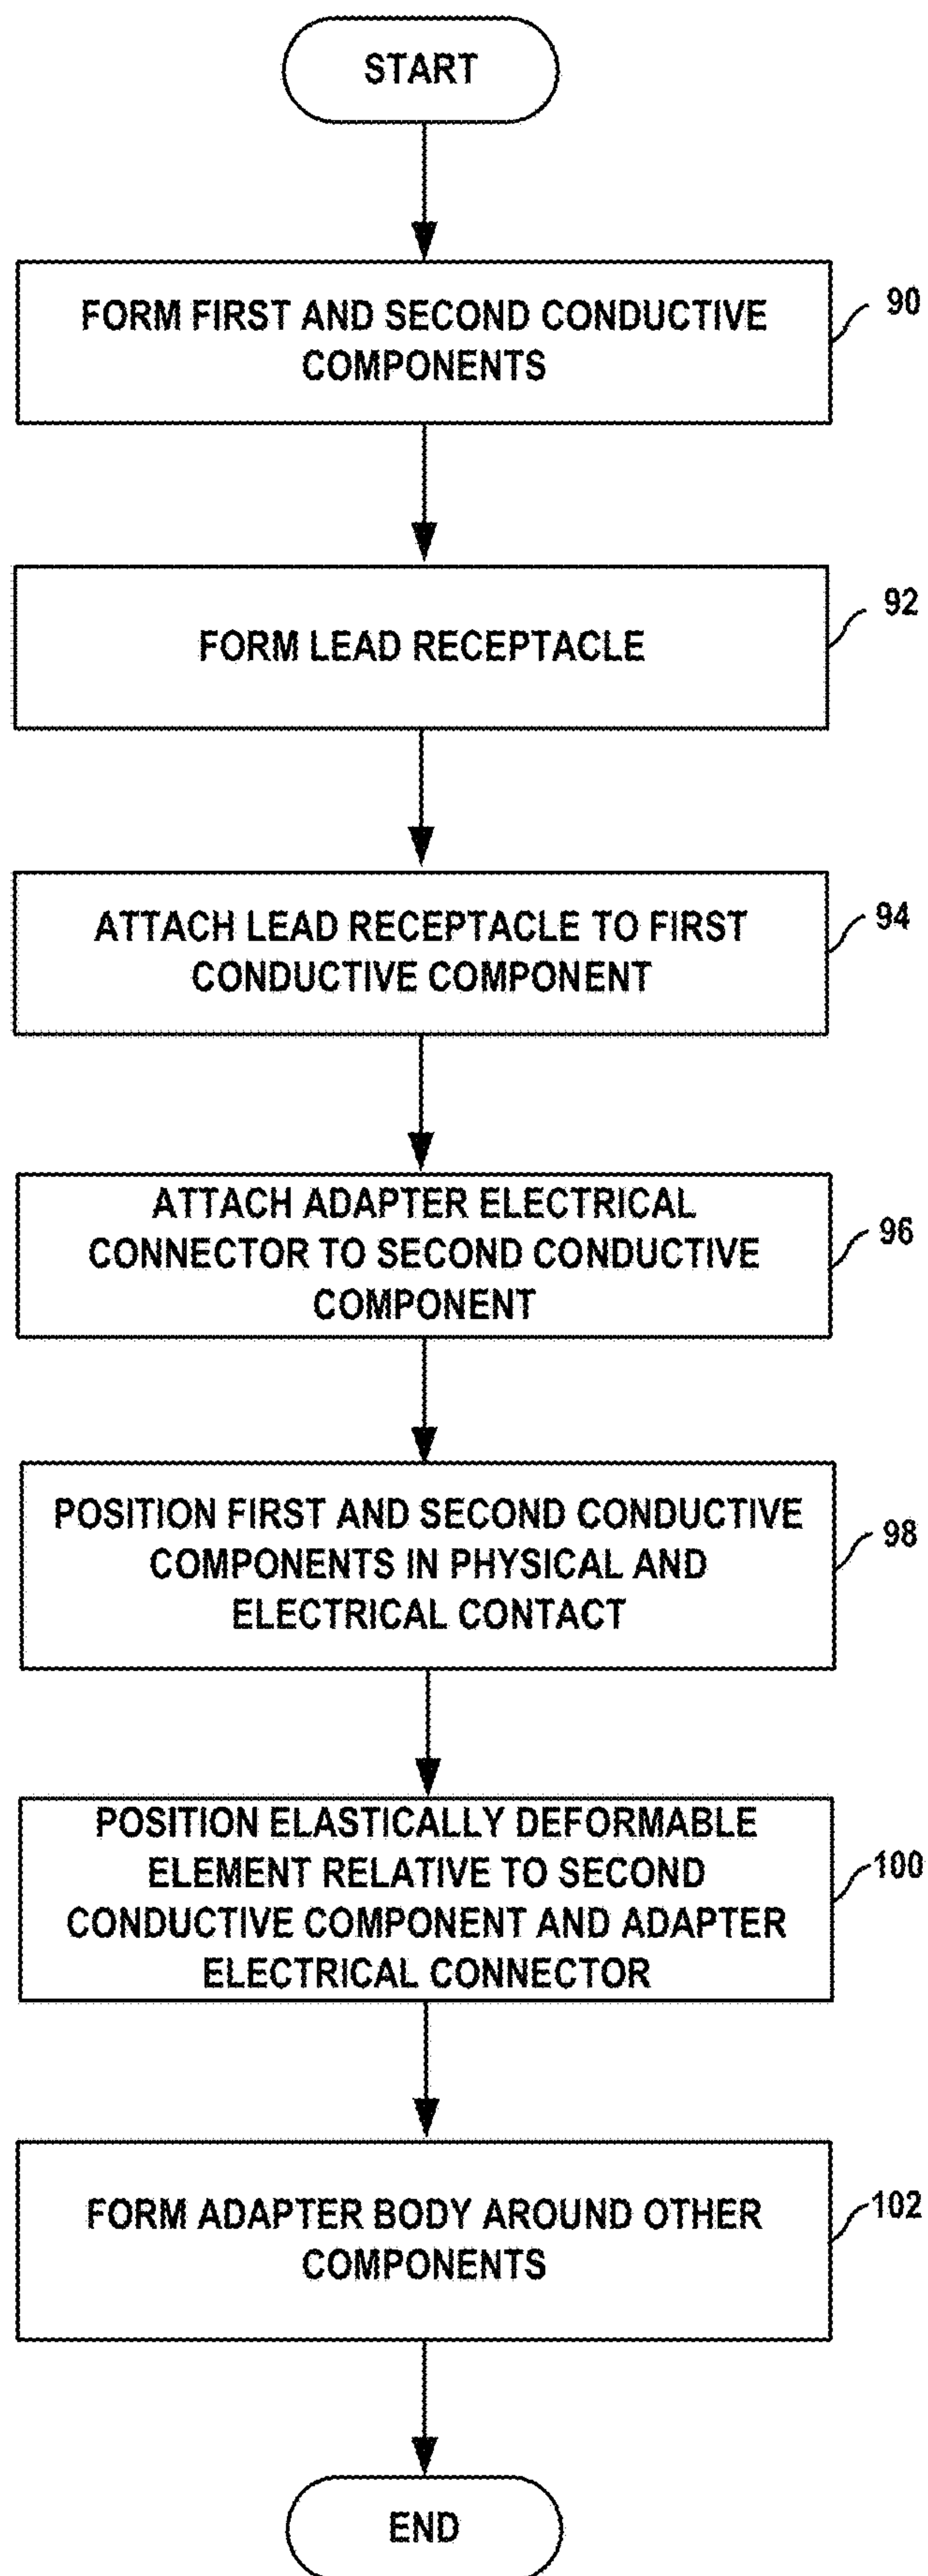 START
FORM FIRST AND SECOND CONDUCTIVE
COMPONENTS
90
FORM LEAD RECEPTACLE
92
ATTACH LEAD RECEPTACLE TO FIRST
CONDUCTIVE COMPONENT
94
ATTACH ADAPTER ELECTRICAL
CONNECTOR TO SECOND CONDUCTIVE
COMPONENT
96
POSITION FIRST AND SECOND CONDUCTIVE
COMPONENTS IN PHYSICAL AND
ELECTRICAL CONTACT
98
POSITION ELASTICALLY DEFORMABLE
ELEMENT RELATIVE TO SECOND
CONDUCTIVE COMPONENT AND ADAPTER
ELECTRICAL CONNECTOR
100
FORM ADAPTER BODY AROUND OTHER
COMPONENTS
102
END